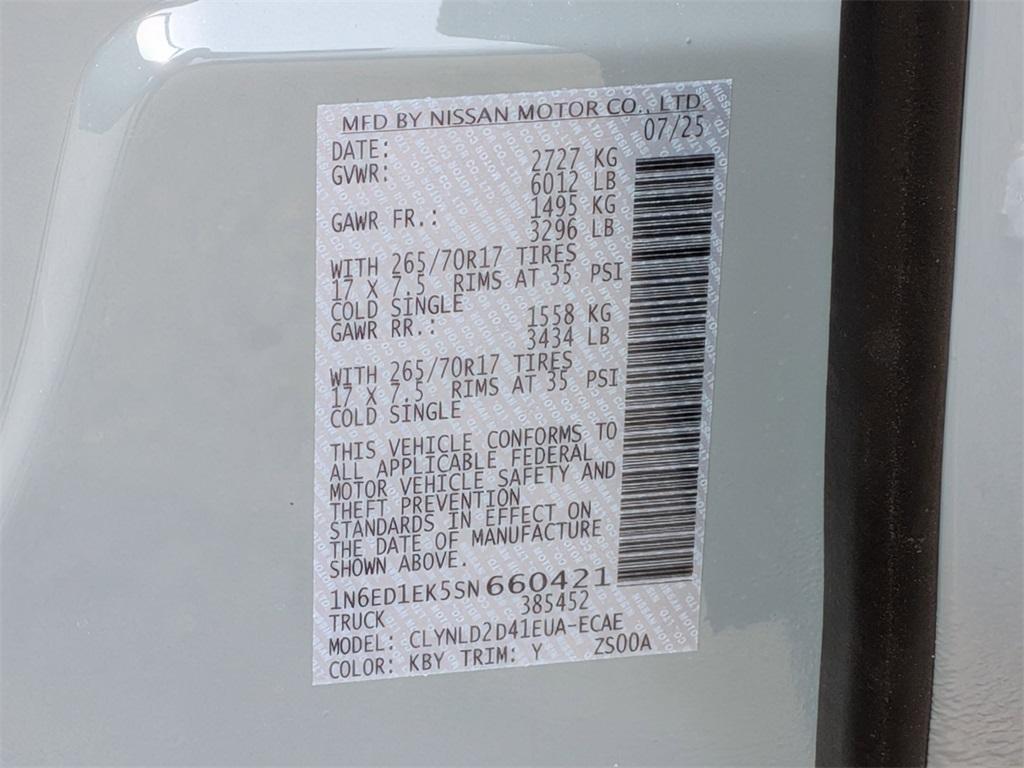 MFD BY NISSAN MOTOR CO., LTD.
DATE: 07/25
GVWR: 2727 KG
6012 LB
GAWR FR.: 1495 KG
3296 LB
WITH 265/70R17 TIRES
17 X 7.5 RIMS AT 35 PSI
COLD SINGLE
GAWR RR.: 1558 KG
3434 LB
WITH 265/70R17 TIRES
17 X 7.5 RIMS AT 35 PSI
COLD SINGLE
THIS VEHICLE CONFORMS TO
ALL APPLICABLE FEDERAL
MOTOR VEHICLE SAFETY AND
THEFT PREVENTION
STANDARDS IN EFFECT ON
THE DATE OF MANUFACTURE
SHOWN ABOVE.
1N6ED1EK5SN660421
TRUCK 385452
MODEL: CLYNLD2D41EUA-ECAE
COLOR: KBY TRIM: Y ZS00A